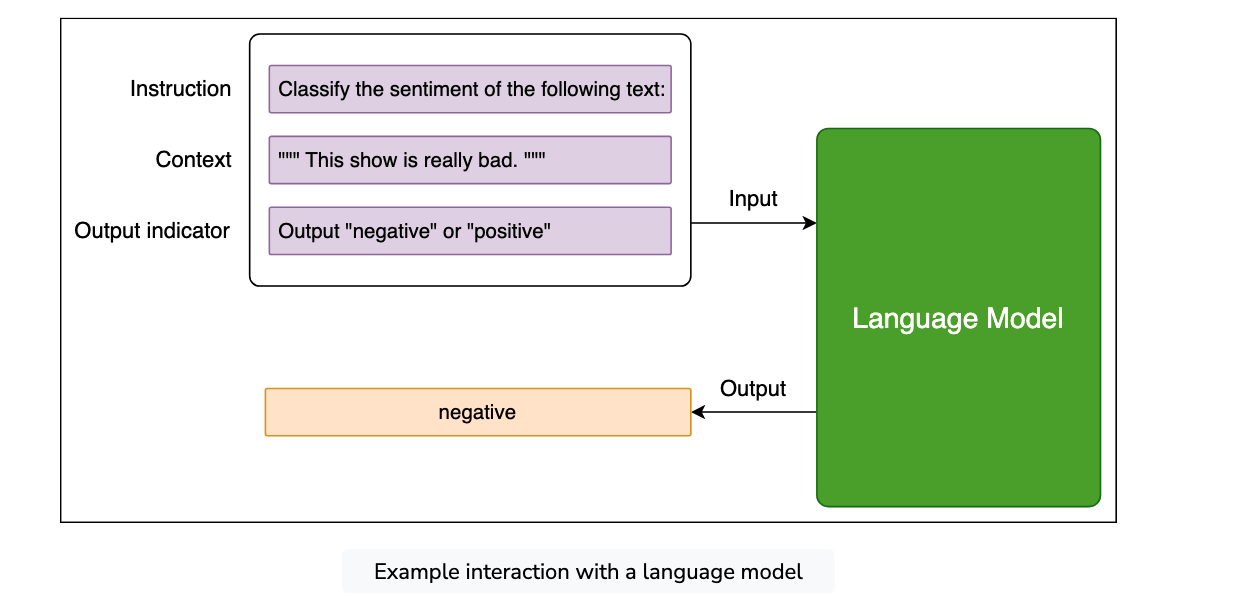 Instruction
Classify the sentiment of the following text:
Context
""" This show is really bad. """
Output indicator
Output "negative" or "positive"
Input
Language Model
Output
negative
Example interaction with a language model